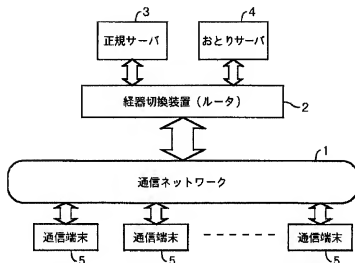 3
4
正規サーバ
おとりサーバ
経器切換装置(ルータ)
2
1
通信ネットワーク
通信端末
通信端末
通信端末
5
5
5